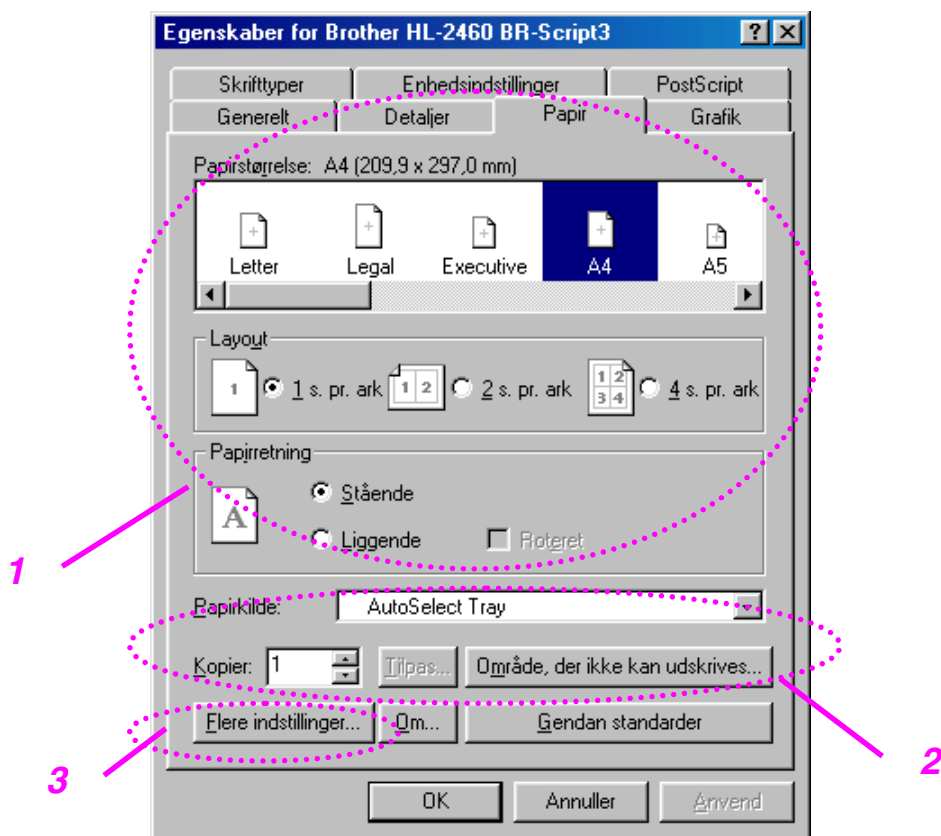 Egenskaber for Brother HL-2460 BR-Script3
Skrifttyper Enhedsindstillinger PostScript
Generelt Detaljer Papir Grafik
Papirstørrelse: A4 (209,9 x 297,0 mm)
Letter Legal Executive A4 A5
Layout
1 1 s. pr. ark 1 2 2 s. pr. ark 1 2 3 4 4 s. pr. ark
Papirretning
A Stående
Liggende Roteret
1
Papirkilde: AutoSelect Tray
Kopier: 1 Tilpas... Område, der ikke kan udskrives...
Flere indstillinger... Om... Gendan standarder
2
3
OK Annuller Anvend